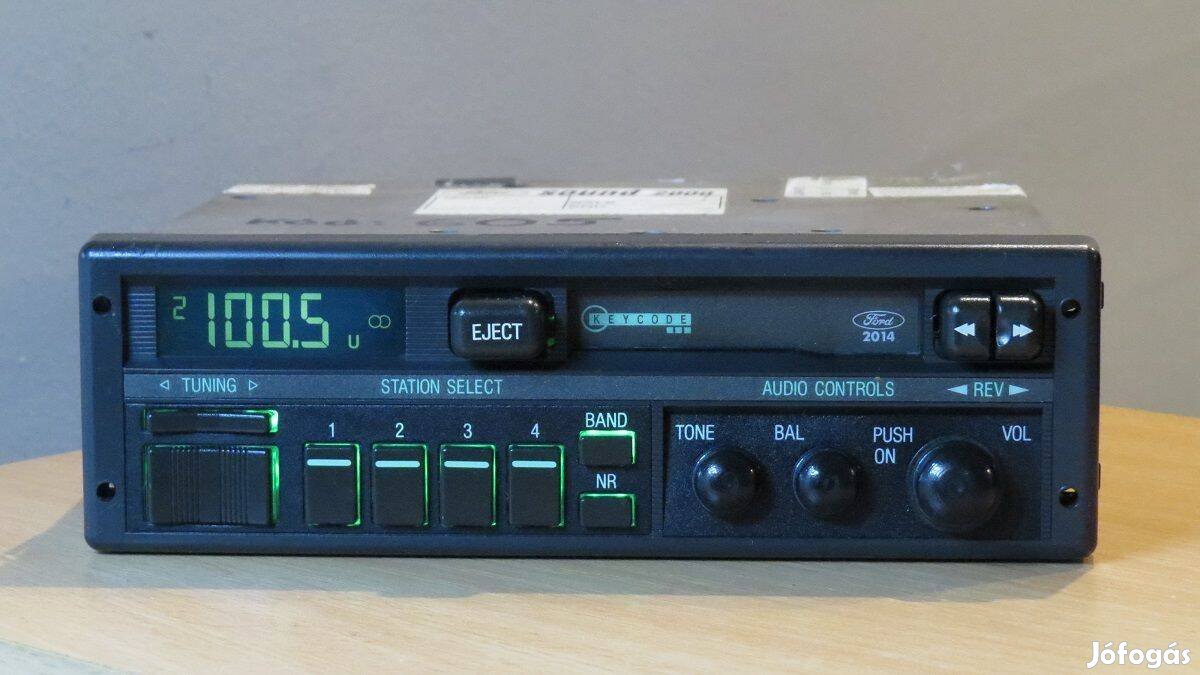 sound 2000
2 100.5 U
EJECT
KEYCODE
Ford
2014
TUNING
STATION SELECT
AUDIO CONTROLS
REV
1 2 3 4
BAND
NR
TONE
BAL
PUSH
ON
VOL
Jófogás